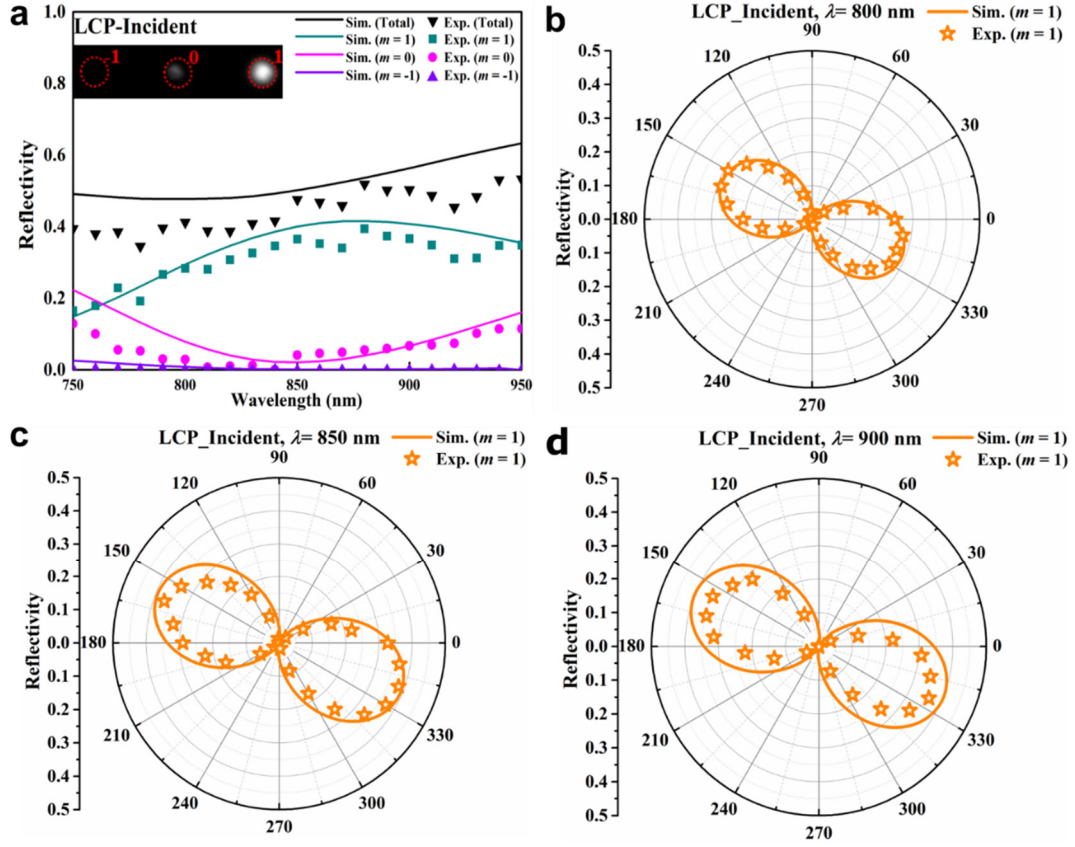 a
LCP-Incident
-1 0 1
Sim. (Total) Exp. (Total)
Sim. (m = 1) Exp. (m = 1)
Sim. (m = 0) Exp. (m = 0)
Sim. (m = -1) Exp. (m = -1)
1.0
0.8
0.6
0.4
0.2
0.0
Reflectivity
750 800 850 900 950
Wavelength (nm)
b
LCP_Incident, λ= 800 nm
Sim. (m = 1)
Exp. (m = 1)
0.5
0.4
0.3
0.2
0.1
0.0
0.1
0.2
0.3
0.4
0.5
Reflectivity
90
120 60
150 30
180 0
210 330
240 300
270
c
LCP_Incident, λ= 850 nm
Sim. (m = 1)
Exp. (m = 1)
0.5
0.4
0.3
0.2
0.1
0.0
0.1
0.2
0.3
0.4
0.5
Reflectivity
90
120 60
150 30
180 0
210 330
240 300
270
d
LCP_Incident, λ= 900 nm
Sim. (m = 1)
Exp. (m = 1)
0.5
0.4
0.3
0.2
0.1
0.0
0.1
0.2
0.3
0.4
0.5
Reflectivity
90
120 60
150 30
180 0
210 330
240 300
270